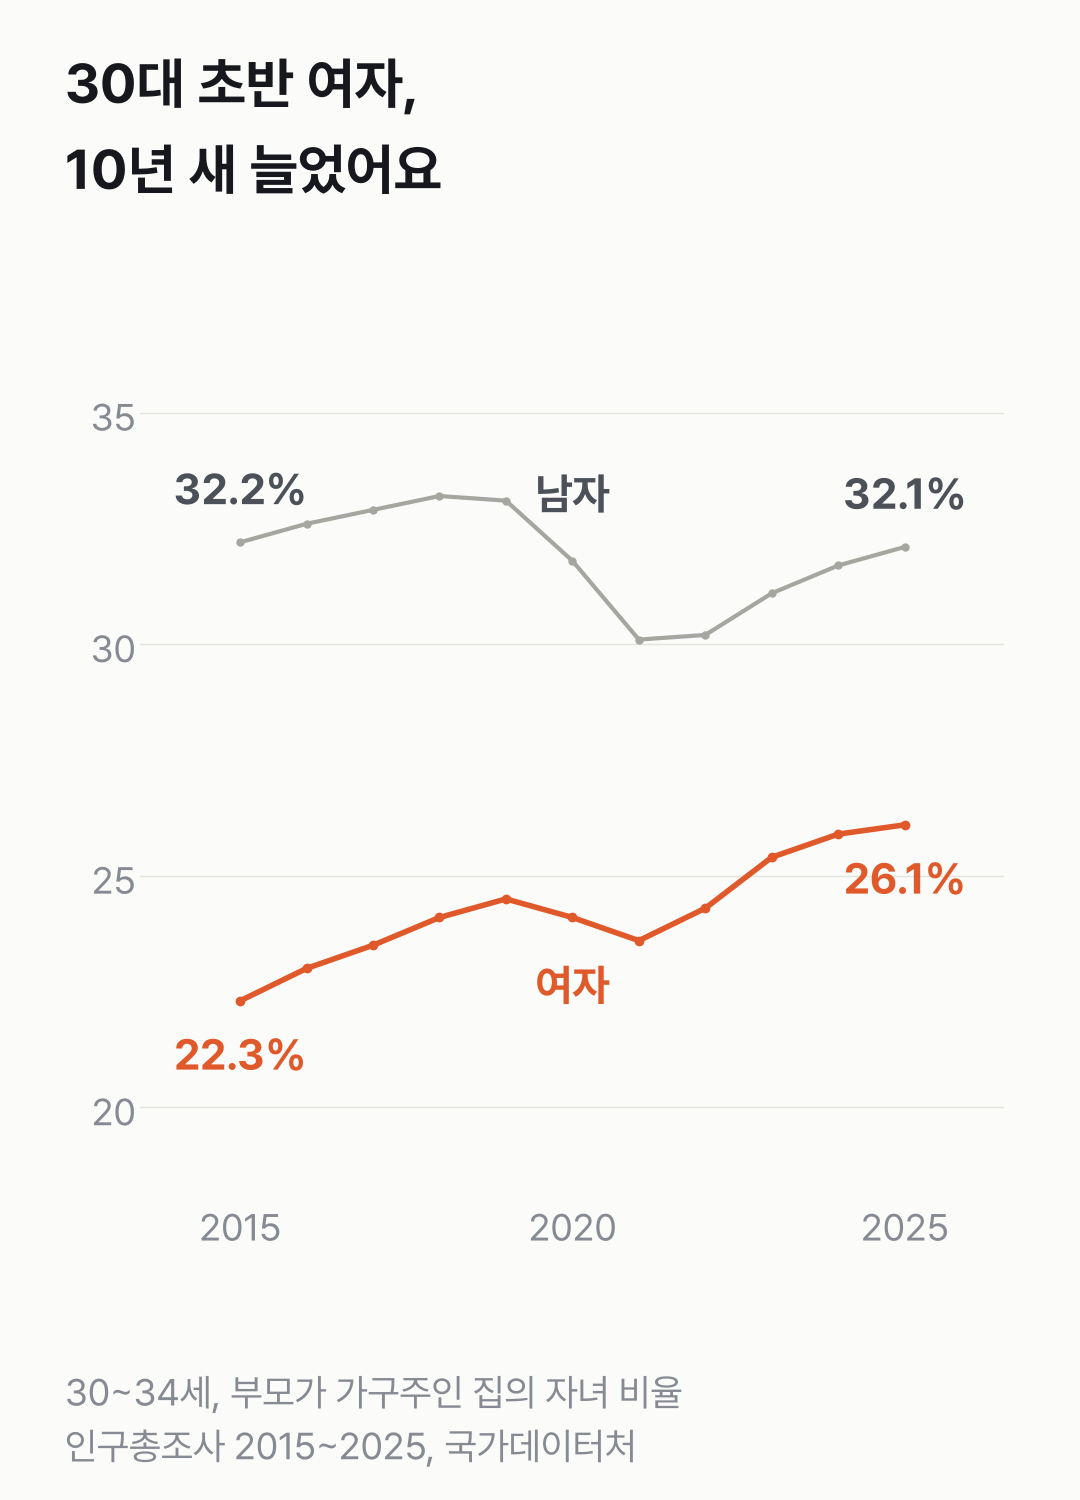 30대 초반 여자,
10년 새 늘었어요
35
32.2%
남자
32.1%
30
25
26.1%
여자
22.3%
20
2015
2020
2025
30~34세, 부모가 가구주인 집의 자녀 비율
인구총조사 2015~2025, 국가데이터처